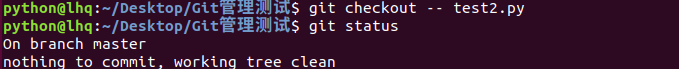 python@lhq:~/Desktop/Git管理测试$ git checkout -- test2.py
python@lhq:~/Desktop/Git管理测试$ git status
On branch master
nothing to commit, working tree clean